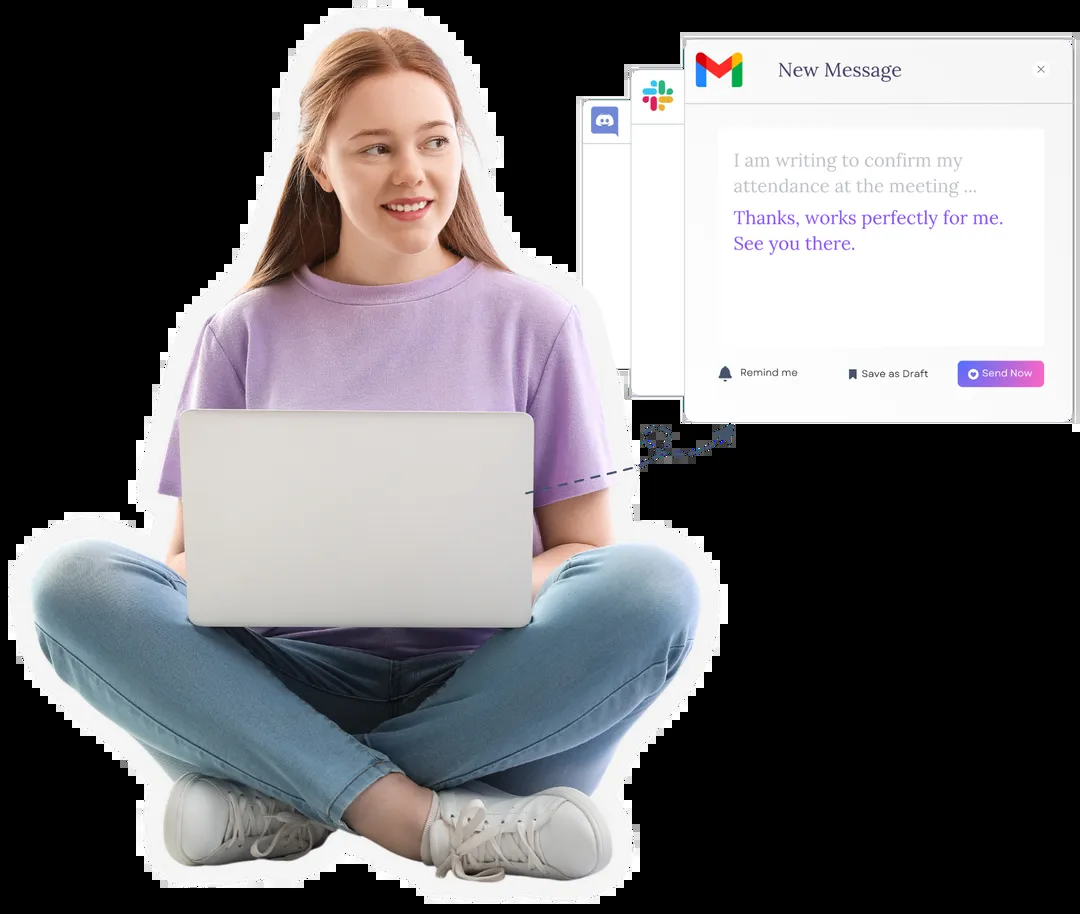 New Message
I am writing to confirm my
attendance at the meeting ...
Thanks, works perfectly for me.
See you there.
Remind me
Save as Draft
Send Now